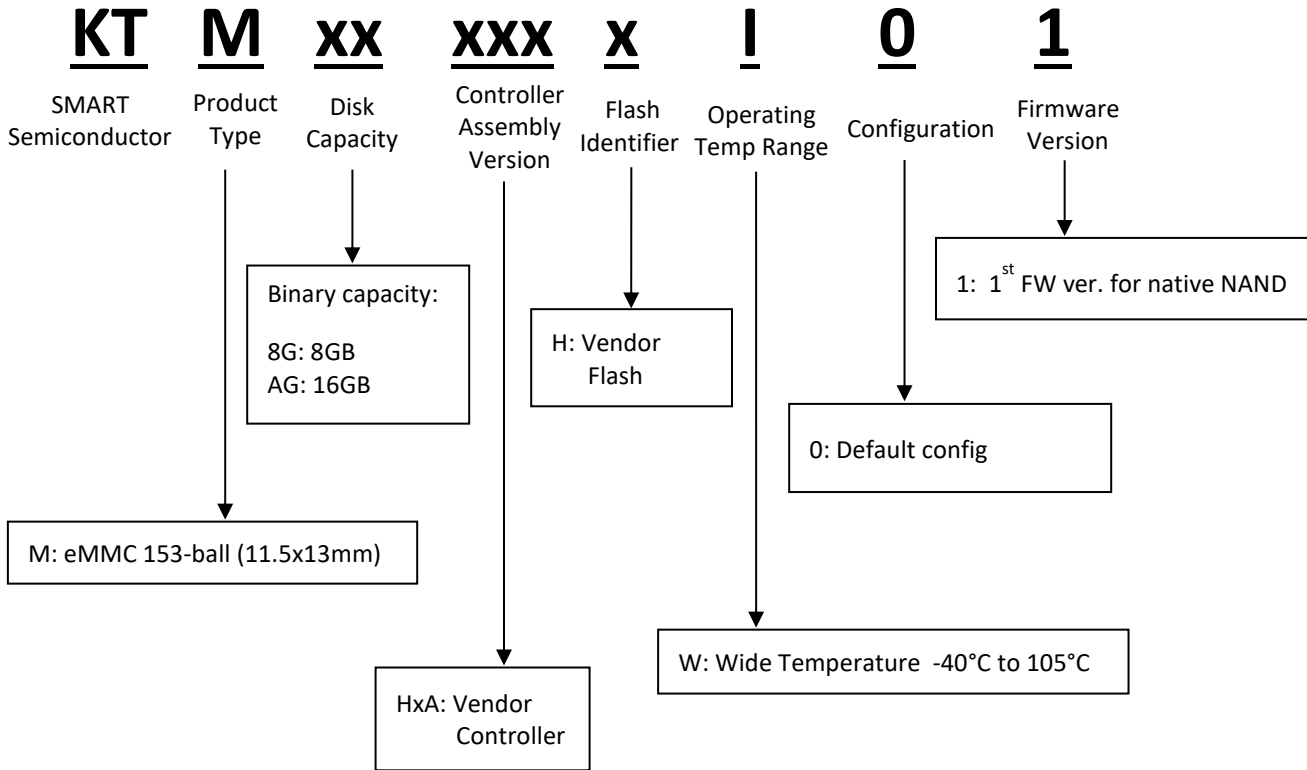 KT M xx xxx x I 0 1
SMART
Semiconductor
Product
Type
Disk
Capacity
Controller
Assembly
Version
Flash
Identifier
Operating
Temp Range
Configuration
Firmware
Version
1: 1st FW ver. for native NAND
Binary capacity:
8G: 8GB
AG: 16GB
H: Vendor
Flash
0: Default config
M: eMMC 153-ball (11.5x13mm)
W: Wide Temperature -40°C to 105°C
HxA: Vendor
Controller